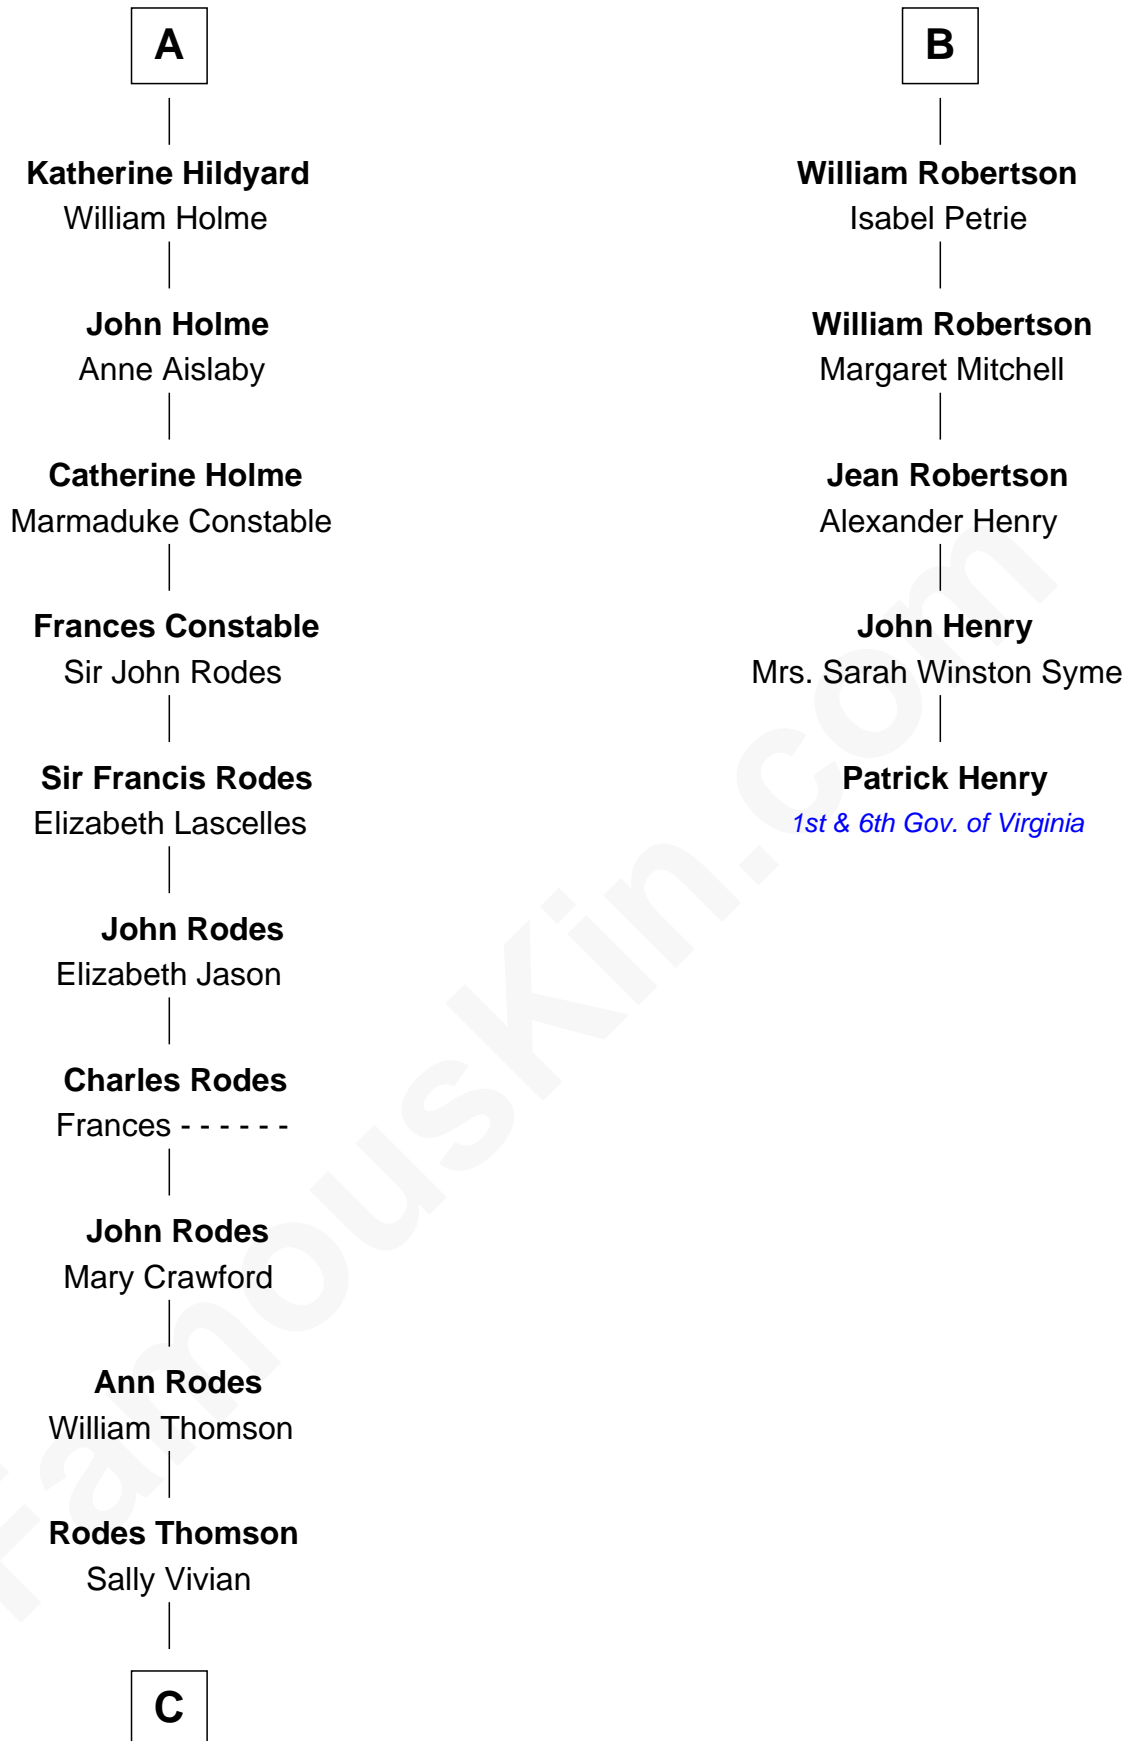 A
Katherine Hildyard
William Holme
John Holme
Anne Aislaby
Catherine Holme
Marmaduke Constable
Frances Constable
Sir John Rodes
Sir Francis Rodes
Elizabeth Lascelles
John Rodes
Elizabeth Jason
Charles Rodes
Frances - - - - - -
John Rodes
Mary Crawford
Ann Rodes
William Thomson
Rodes Thomson
Sally Vivian
C
B
William Robertson
Isabel Petrie
William Robertson
Margaret Mitchell
Jean Robertson
Alexander Henry
John Henry
Mrs. Sarah Winston Syme
Patrick Henry
1st & 6th Gov. of Virginia
FamousKin.com